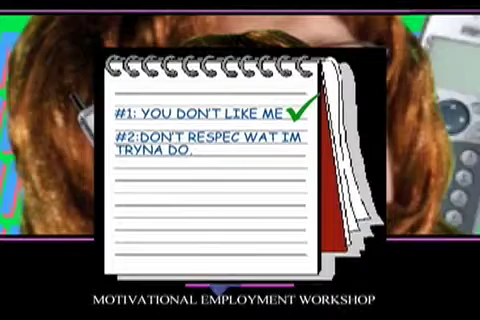 #1: YOU DON'T LIKE ME
#2:DON'T RESPEC WAT IM
TRYNA DO.
MOTIVATIONAL EMPLOYMENT WORKSHOP